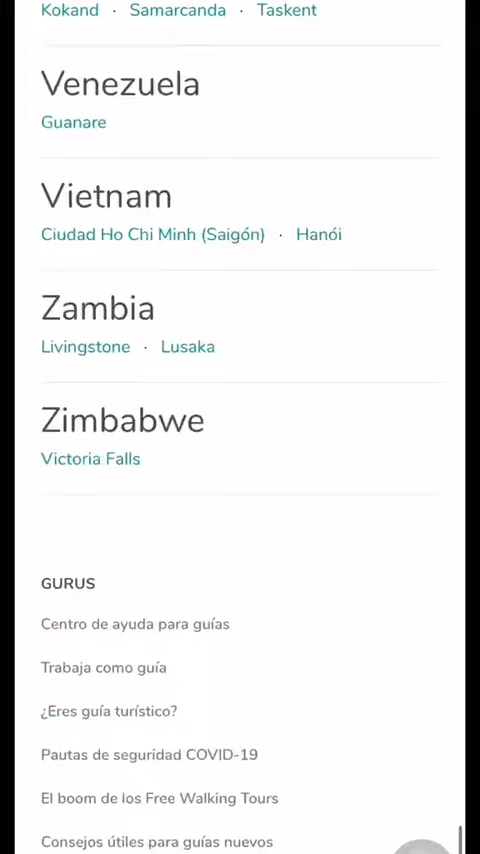 Kokand · Samarcanda · Taskent
Venezuela
Guanare
Vietnam
Ciudad Ho Chi Minh (Saigón) · Hanói
Zambia
Livingstone · Lusaka
Zimbabwe
Victoria Falls
GURUS
Centro de ayuda para guías
Trabaja como guía
¿Eres guía turístico?
Pautas de seguridad COVID-19
El boom de los Free Walking Tours
Consejos útiles para guías nuevos